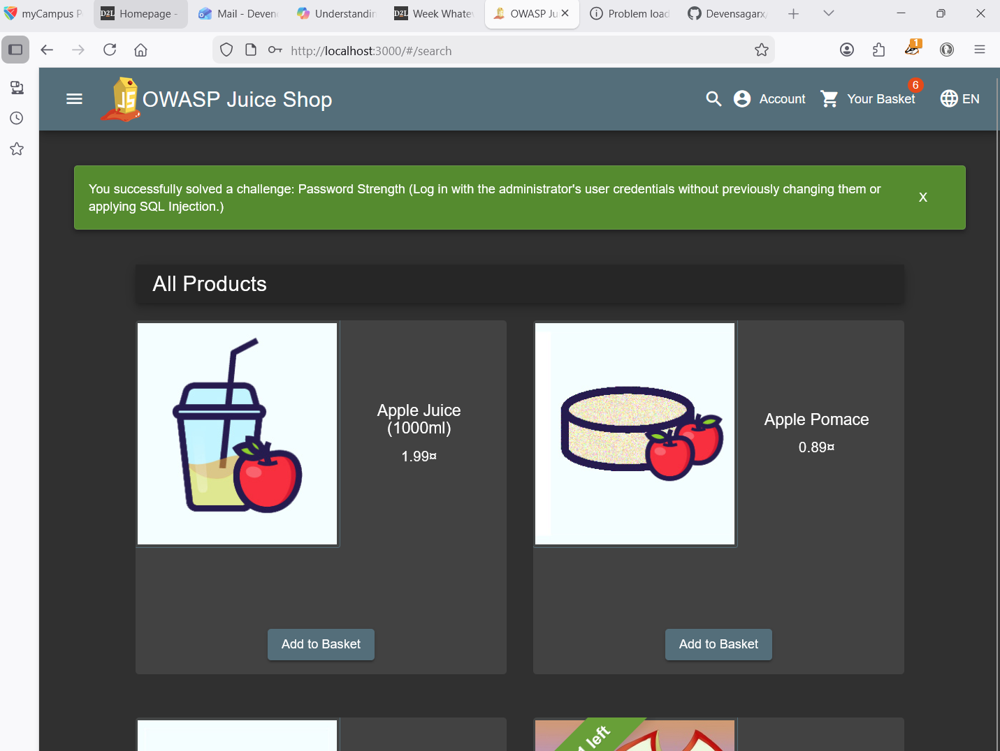 myCampus P
D2L Homepage -
Mail - Deven
Understandin
D2L Week Whate
OWASP Ju
Problem load
Devensagarx/
http://localhost:3000/#/search
1
JS
OWASP Juice Shop
Account
Your Basket
6
EN
You successfully solved a challenge: Password Strength (Log in with the administrator's user credentials without previously changing them or
applying SQL Injection.)
X
All Products
Apple Juice
(1000ml)
1.99¤
Add to Basket
Apple Pomace
0.89¤
Add to Basket
1 left